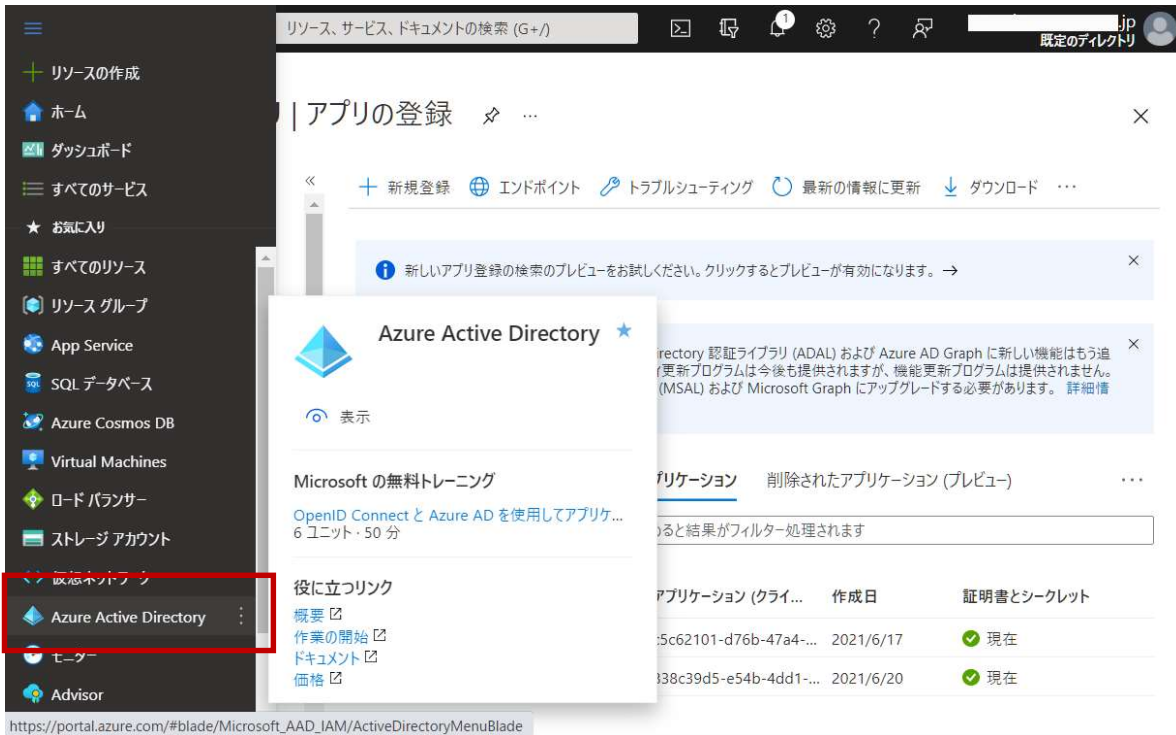 リソース、サービス、ドキュメントの検索 (G+/)
1
.jp
既定のディレクトリ
リソースの作成
ホーム
ダッシュボード
すべてのサービス
お気に入り
すべてのリソース
リソース グループ
App Service
SQL データベース
Azure Cosmos DB
Virtual Machines
ロード バランサー
ストレージ アカウント
仮想ネットワーク
Azure Active Directory
モニター
Advisor
| アプリの登録
新規登録 エンドポイント トラブルシューティング 最新の情報に更新 ダウンロード ...
新しいアプリ登録の検索のプレビューをお試しください。クリックするとプレビューが有効になります。 →
Azure Active Directory
表示
Microsoft の無料トレーニング
OpenID Connect と Azure AD を使用してアプリケ...
6 ユニット · 50 分
役に立つリンク
概要
作業の開始
ドキュメント
価格
irectory 認証ライブラリ (ADAL) および Azure AD Graph に新しい機能はもう追
更新プログラムは今後も提供されますが、機能更新プログラムは提供されません。
(MSAL) および Microsoft Graph にアップグレードする必要があります。 詳細情
プリケーション 削除されたアプリケーション (プレビュー) ...
ると結果がフィルター処理されます
アプリケーション (クライ... 作成日 証明書とシークレット
5c62101-d76b-47a4-... 2021/6/17 現在
38c39d5-e54b-4dd1-... 2021/6/20 現在
https://portal.azure.com/#blade/Microsoft_AAD_IAM/ActiveDirectoryMenuBlade